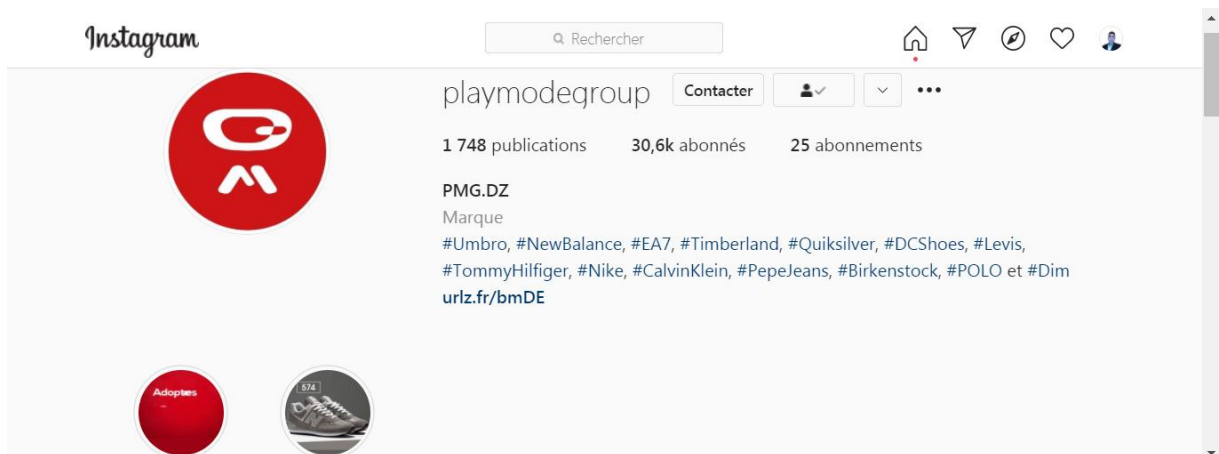 Instagram
Rechercher
playmodegroup Contacter
1 748 publications 30,6k abonnés 25 abonnements
PMG.DZ
Marque
#Umbro, #NewBalance, #EA7, #Timberland, #Quiksilver, #DCShoes, #Levis,
#TommyHilfiger, #Nike, #CalvinKlein, #PepeJeans, #Birkenstock, #POLO et #Dim
urlz.fr/bmDE
574